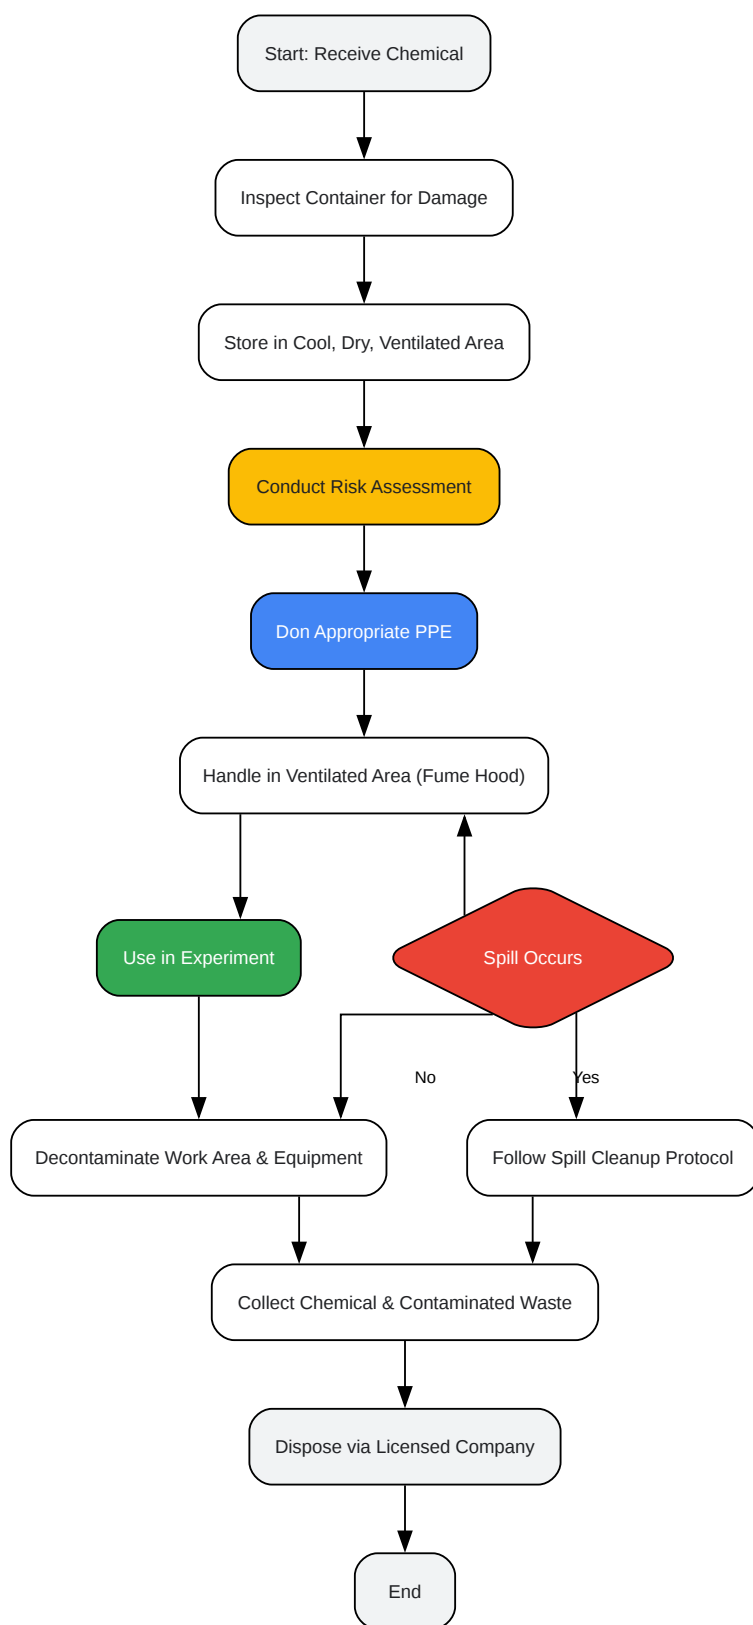 Start: Receive Chemical
Inspect Container for Damage
Store in Cool, Dry, Ventilated Area
Conduct Risk Assessment
Don Appropriate PPE
Handle in Ventilated Area (Fume Hood)
Use in Experiment
Spill Occurs
No
Yes
Decontaminate Work Area & Equipment
Follow Spill Cleanup Protocol
Collect Chemical & Contaminated Waste
Dispose via Licensed Company
End